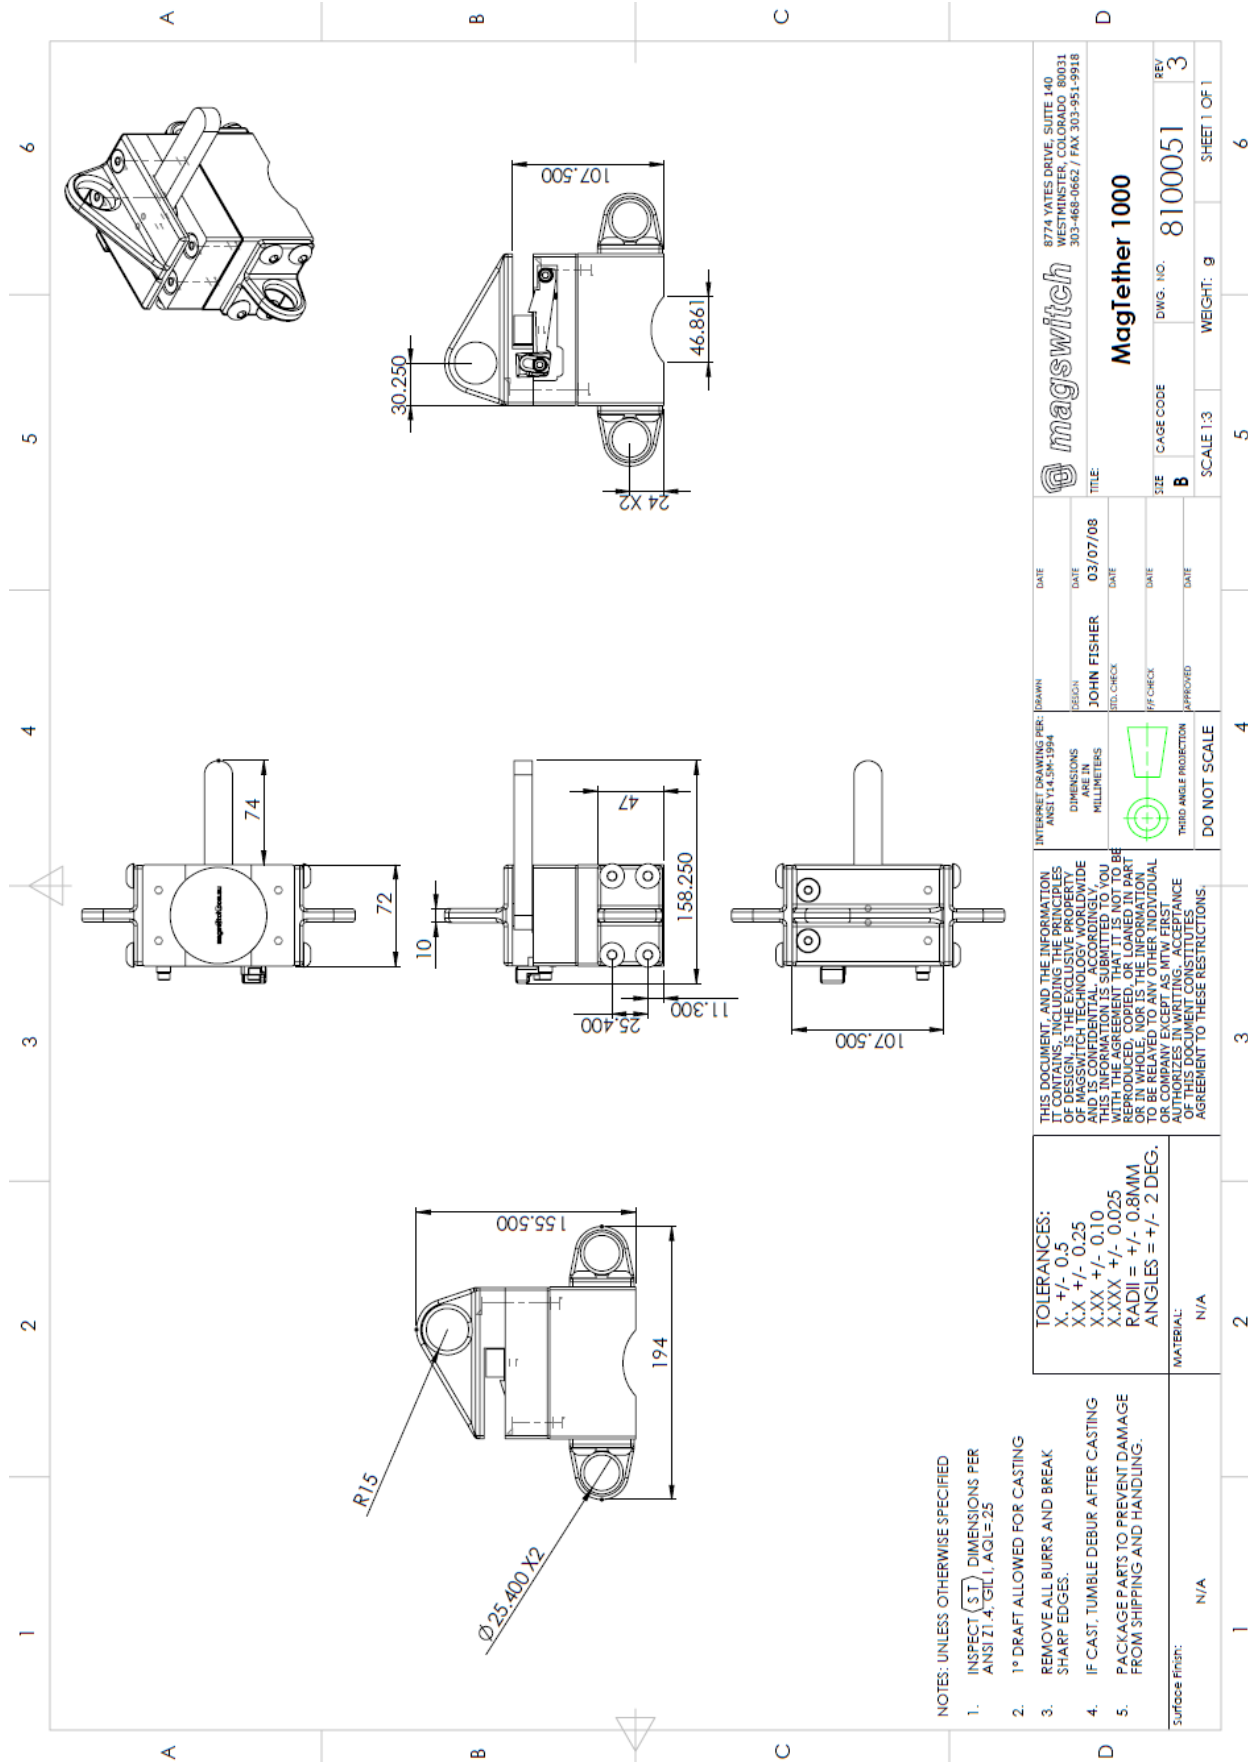 1
2
3
4
5
6
A
B
C
D
A
B
C
D
1
2
3
4
5
6
R15
Ø25.400 X2
155.500
194
74
72
10
47
25.400
11.300
158.250
107.500
30.250
107.500
46.861
24 X2
NOTES: UNLESS OTHERWISE SPECIFIED
1. INSPECT ST DIMENSIONS PER
ANSI Z1.4, GIL I, AQL=.25
2. 1° DRAFT ALLOWED FOR CASTING
3. REMOVE ALL BURRS AND BREAK
SHARP EDGES.
4. IF CAST, TUMBLE DEBUR AFTER CASTING
5. PACKAGE PARTS TO PREVENT DAMAGE
FROM SHIPPING AND HANDLING.
Surface Finish:
N/A
TOLERANCES:
X. +/- 0.5
X.X +/- 0.25
X.XX +/- 0.10
X.XXX +/- 0.025
RADII = +/- 0.8MM
ANGLES = +/- 2 DEG.
MATERIAL:
N/A
THIS DOCUMENT, AND THE INFORMATION
IT CONTAINS, INCLUDING THE PRINCIPLES
OF DESIGN, IS THE EXCLUSIVE PROPERTY
OF MAGSWITCH TECHNOLOGY WORLDWIDE
AND IS CONFIDENTIAL. ACCORDINGLY,
THIS INFORMATION IS SUBMITTED TO YOU
WITH THE AGREEMENT THAT IT IS NOT TO BE
REPRODUCED, COPIED, OR LOANED IN PART
OR IN WHOLE, NOR IS THE INFORMATION
TO BE RELAYED TO ANY OTHER INDIVIDUAL
OR COMPANY EXCEPT AS MTW FIRST
AUTHORIZES IN WRITING. ACCEPTANCE
OF THIS DOCUMENT CONSTITUTES
AGREEMENT TO THESE RESTRICTIONS.
INTERPRET DRAWING PER:
ANSI Y14.5M-1994
DIMENSIONS
ARE IN
MILLIMETERS
THIRD ANGLE PROJECTION
DO NOT SCALE
DRAWN DATE
DESIGN DATE
JOHN FISHER 03/07/08
STD. CHECK DATE
F/F CHECK DATE
APPROVED DATE
magswitch
8774 YATES DRIVE, SUITE 140
WESTMINSTER, COLORADO 80031
303-468-0662 / FAX 303-951-9918
TITLE:
MagTether 1000
SIZE
B
CAGE CODE
DWG. NO.
8100051
REV
3
SCALE 1:3 WEIGHT: g SHEET 1 OF 1